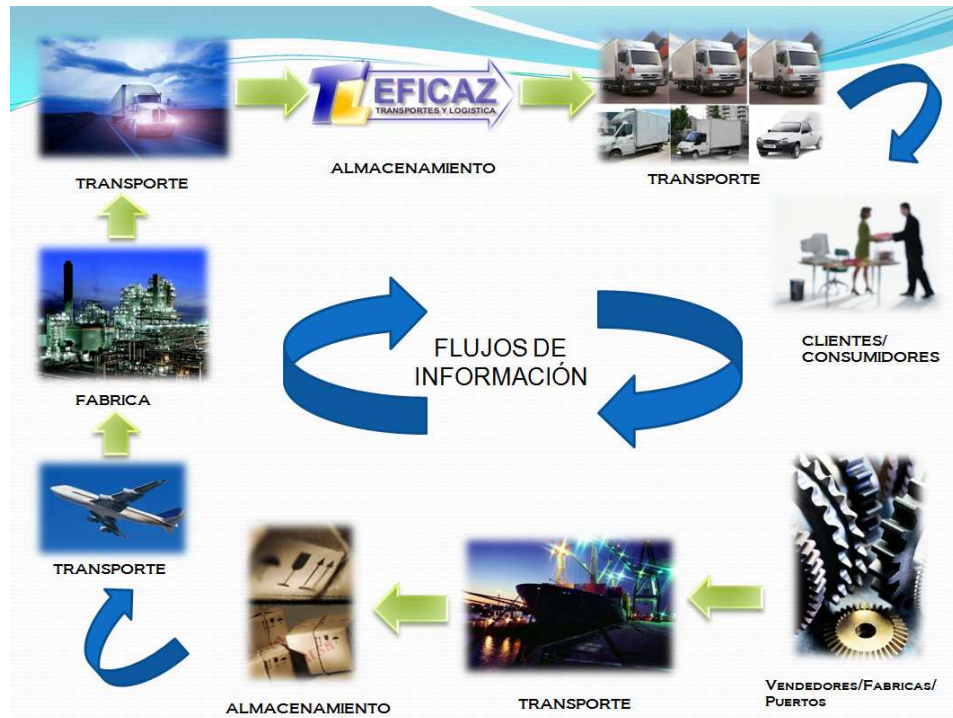 EFICAZ
TRANSPORTES Y LOGISTICA
TRANSPORTE
ALMACENAMIENTO
TRANSPORTE
FABRICA
FLUJOS DE
INFORMACIÓN
CLIENTES/
CONSUMIDORES
TRANSPORTE
ALMACENAMIENTO
TRANSPORTE
VENDEDORES/FABRICAS/
PUERTOS